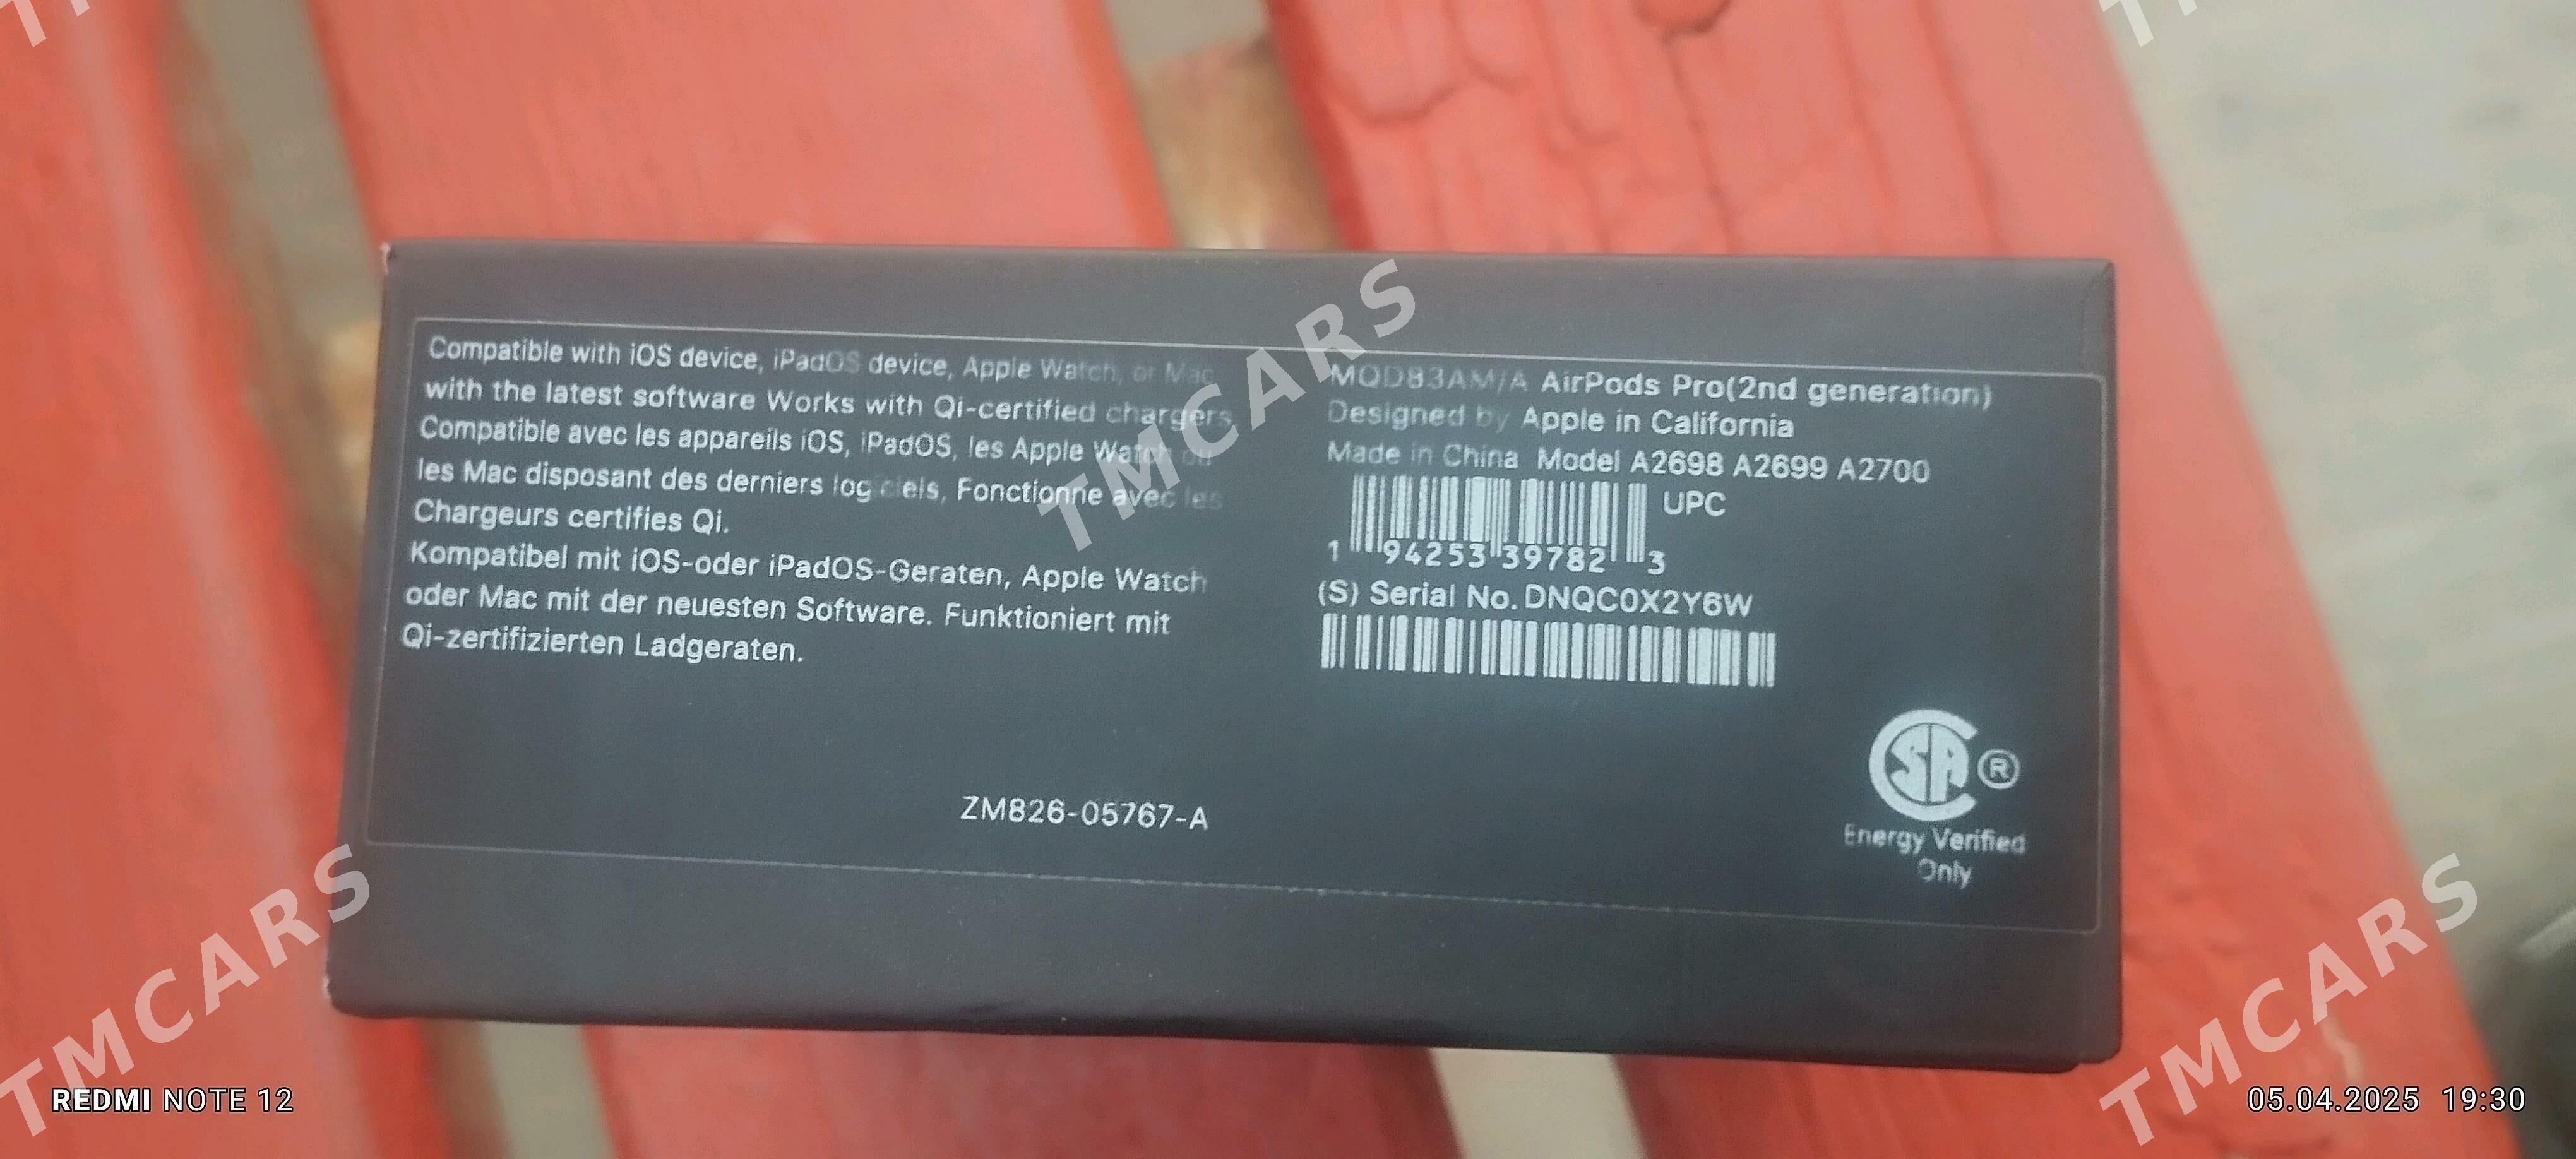 Compatible with iOS device, iPadOS device, Apple Watch, or Mac
with the latest software Works with Qi-certified chargers
Compatible avec les appareils iOS, iPadOS, les Apple Watch ou
les Mac disposant des derniers logiciels, Fonctionne avec les
Chargeurs certifies Qi.
Kompatibel mit iOS-oder iPadOS-Geraten, Apple Watch
oder Mac mit der neuesten Software. Funktioniert mit
Qi-zertifizierten Ladgeraten.
ZM826-05767-A
MQD83AM/A AirPods Pro(2nd generation)
Designed by Apple in California
Made in China Model A2698 A2699 A2700
UPC
1 94253 39782 3
(S) Serial No. DNQC0X2Y6W
SA ®
Energy Verified
Only
TMCARS
TMCARS
TMCARS
REDMI NOTE 12
05.04.2025 19:30